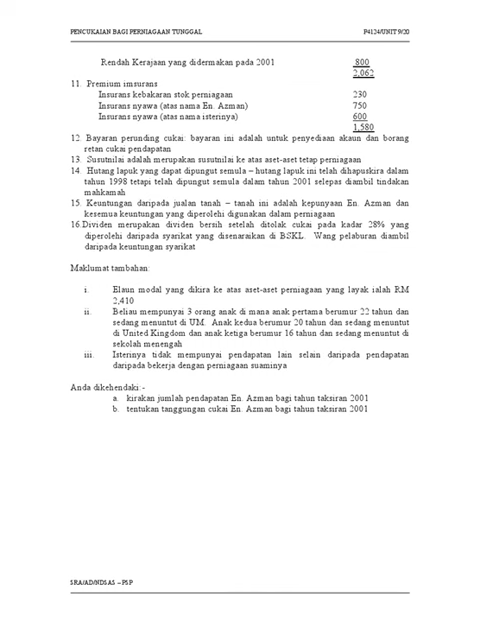 PENCUKAIAN BAGI PERNIAGAAN TUNGGAL P4124/UNIT 9/20
Rendah Kerajaan yang didermakan pada 2001 800
2,062
11. Premium imsurans
Insurans kebakaran stok perniagaan 230
Insurans nyawa (atas nama En. Azman) 750
Insurans nyawa (atas nama isterinya) 600
1,580
12. Bayaran perunding cukai: bayaran ini adalah untuk penyediaan akaun dan borang
retan cukai pendapatan
13. Susutnilai adalah merupakan susutnilai ke atas aset-aset tetap perniagaan
14. Hutang lapuk yang dapat dipungut semula – hutang lapuk ini telah dihapuskira dalam
tahun 1998 tetapi telah dipungut semula dalam tahun 2001 selepas diambil tindakan
mahkamah
15. Keuntungan daripada jualan tanah – tanah ini adalah kepunyaan En. Azman dan
kesemua keuntungan yang diperolehi digunakan dalam perniagaan
16.Dividen merupakan dividen bersih setelah ditolak cukai pada kadar 28% yang
diperolehi daripada syarikat yang disenaraikan di BSKL. Wang pelaburan diambil
daripada keuntungan syarikat
Maklumat tambahan:
i. Elaun modal yang dikira ke atas aset-aset perniagaan yang layak ialah RM
2,410
ii. Beliau mempunyai 3 orang anak di mana anak pertama berumur 22 tahun dan
sedang menuntut di UM. Anak kedua berumur 20 tahun dan sedang menuntut
di United Kingdom dan anak ketiga berumur 16 tahun dan sedang menuntut di
sekolah menengah
iii. Isterinya tidak mempunyai pendapatan lain selain daripada pendapatan
daripada bekerja dengan perniagaan suaminya
Anda dikehendaki:-
a. kirakan jumlah pendapatan En. Azman bagi tahun taksiran 2001
b. tentukan tanggungan cukai En. Azman bagi tahun taksiran 2001
SRA/AD/NDSAS – PSP